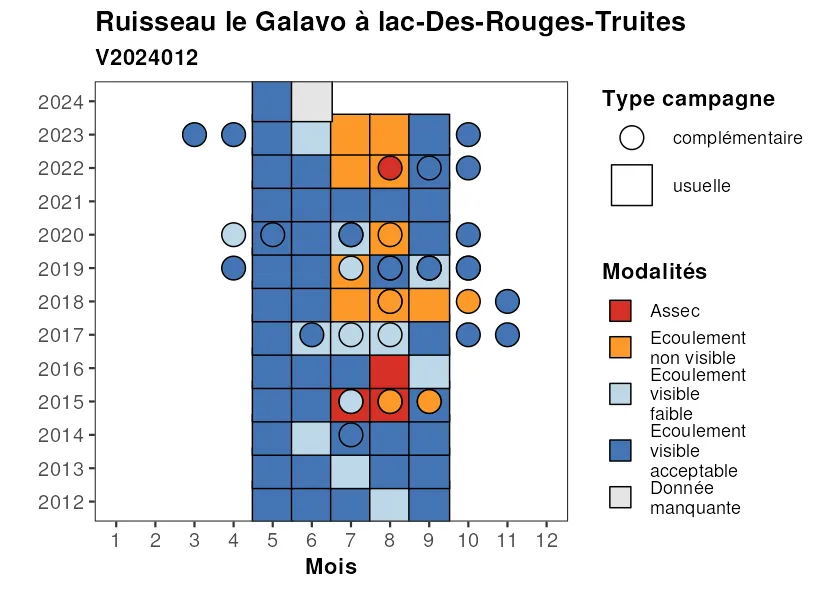 Ruisseau le Galavo à lac-Des-Rouges-Truites
V2024012
2024
2023
2022
2021
2020
2019
2018
2017
2016
2015
2014
2013
2012
1 2 3 4 5 6 7 8 9 10 11 12
Mois
Type campagne
complémentaire
usuelle
Modalités
Assec
Ecoulement
non visible
Ecoulement
visible
faible
Ecoulement
visible
acceptable
Donnée
manquante